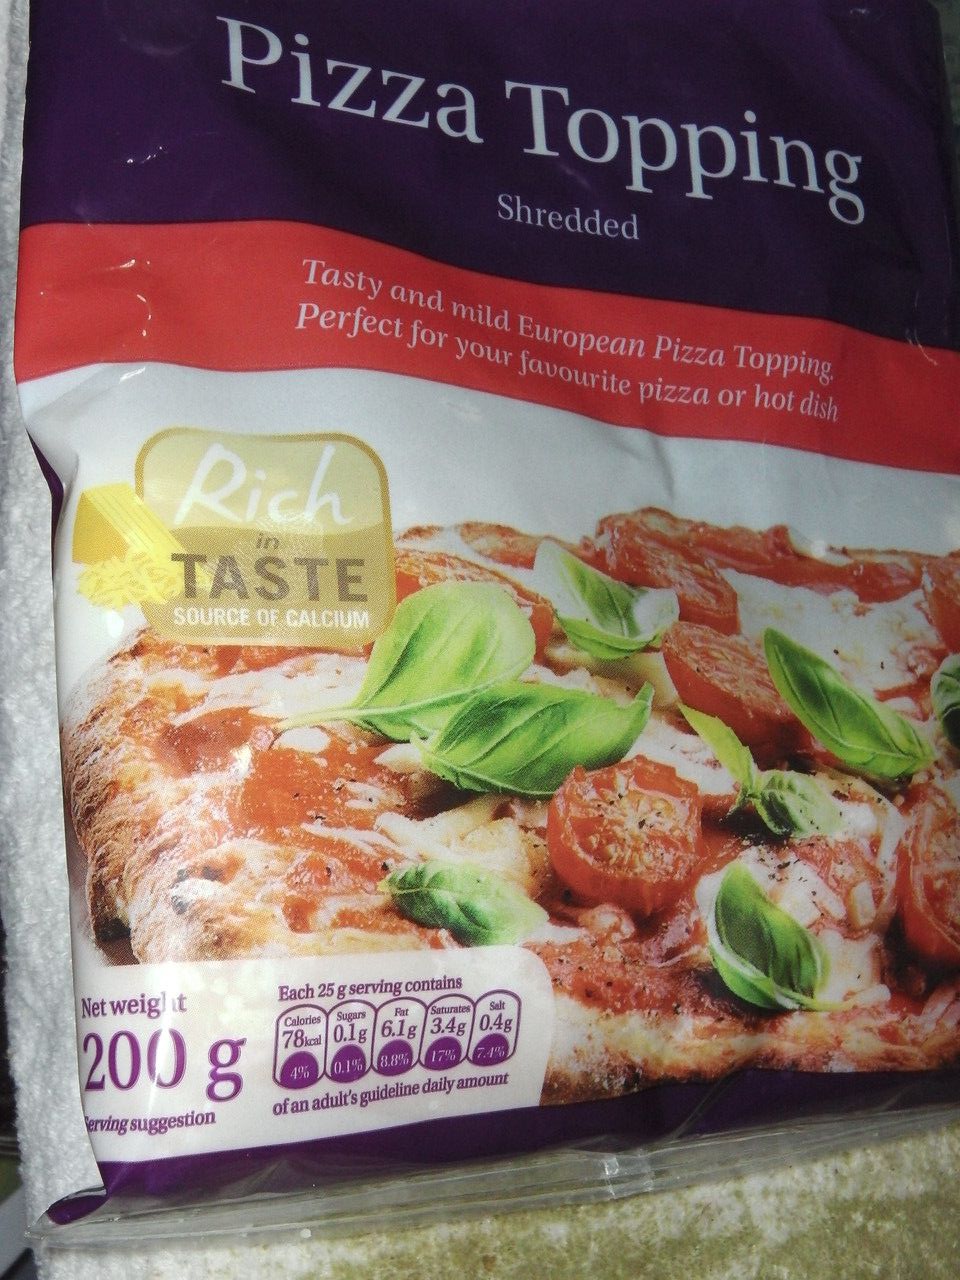 Pizza Topping
Shredded
Tasty and mild European Pizza Topping.
Perfect for your favourite pizza or hot dish
Rich
in
TASTE
SOURCE OF CALCIUM
Net weight
200 g
Serving suggestion
Each 25 g serving contains
Calories Sugars Fat Saturates Salt
78kcal 0.1g 6.1g 3.4g 0.4g
4% 0.1% 8.8% 17% 7.4%
of an adult's guideline daily amount